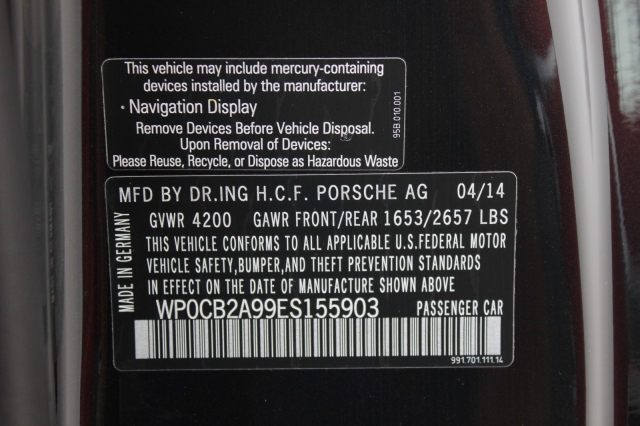 This vehicle may include mercury-containing
devices installed by the manufacturer:
• Navigation Display
Remove Devices Before Vehicle Disposal.
Upon Removal of Devices:
Please Reuse, Recycle, or Dispose as Hazardous Waste
95B.010.001
MFD BY DR.ING H.C.F. PORSCHE AG 04/14
GVWR 4200 GAWR FRONT/REAR 1653/2657 LBS
THIS VEHICLE CONFORMS TO ALL APPLICABLE U.S.FEDERAL MOTOR
VEHICLE SAFETY,BUMPER,AND THEFT PREVENTION STANDARDS
IN EFFECT ON THE DATE OF MANUFACTURE SHOWN ABOVE.
WP0CB2A99ES155903 PASSENGER CAR
991.701.111.14
MADE IN GERMANY